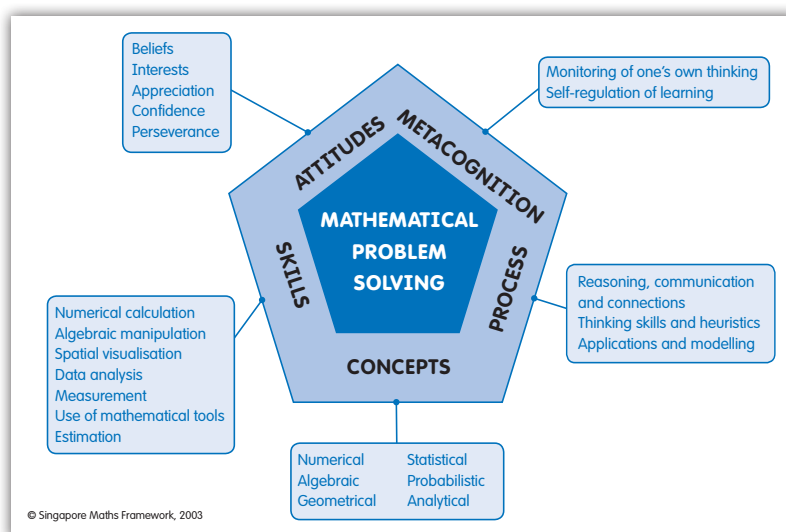 Beliefs
Interests
Appreciation
Confidence
Perseverance
Monitoring of one's own thinking
Self-regulation of learning
ATTITUDES
METACOGNITION
MATHEMATICAL
PROBLEM
SOLVING
SKILLS
PROCESS
CONCEPTS
Numerical calculation
Algebraic manipulation
Spatial visualisation
Data analysis
Measurement
Use of mathematical tools
Estimation
Reasoning, communication
and connections
Thinking skills and heuristics
Applications and modelling
Numerical Statistical
Algebraic Probabilistic
Geometrical Analytical
© Singapore Maths Framework, 2003